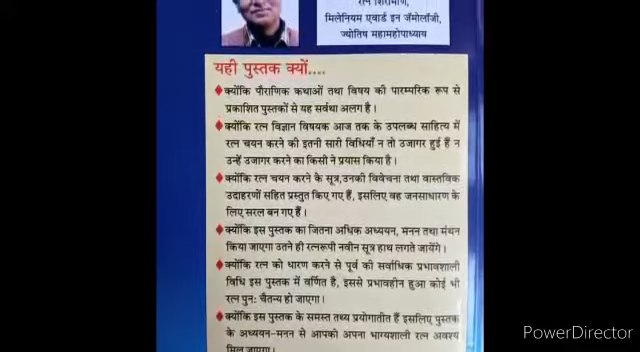 रत्न शिरोमणि,
मिलेनियम एवार्ड इन जॅमोलॉजी,
ज्योतिष महामहोपाध्याय
यही पुस्तक क्यों....
क्योंकि पौराणिक कथाओं तथा विषय की पारम्परिक रूप से
प्रकाशित पुस्तकों से यह सर्वथा अलग है।
क्योंकि रत्न विज्ञान विषयक आज तक के उपलब्ध साहित्य में
रत्न चयन करने की इतनी सारी विधियाँ न तो उजागर हुई हैं न
उन्हें उजागर करने का किसी ने प्रयास किया है।
क्योंकि रत्न चयन करने के सूत्र,उनकी विवेचना तथा वास्तविक
उदाहरणों सहित प्रस्तुत किए गए हैं, इसलिए वह जनसाधारण के
लिए सरल बन गए हैं।
क्योंकि इस पुस्तक का जितना अधिक अध्ययन, मनन तथा मंथन
किया जाएगा उतने ही रत्नरूपी नवीन सूत्र हाथ लगते जायेंगे।
क्योंकि रत्न को धारण करने से पूर्व की सर्वाधिक प्रभावशाली
विधि इस पुस्तक में वर्णित है, इससे प्रभावहीन हुआ कोई भी
रत्न पुनः चैतन्य हो जाएगा।
क्योंकि इस पुस्तक के समस्त तथ्य प्रयोगातीत हैं इसलिए पुस्तक
के अध्ययन-मनन से आपको अपना भाग्यशाली रत्न अवश्य
मिल जाएगा।
PowerDirector